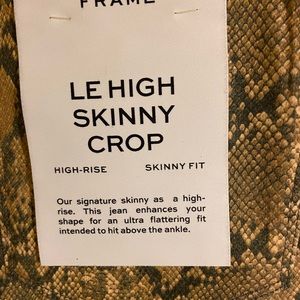 FRAME
LE HIGH
SKINNY
CROP
HIGH-RISE SKINNY FIT
Our signature skinny as a high-
rise. This jean enhances your
shape for an ultra flattering fit
intended to hit above the ankle.